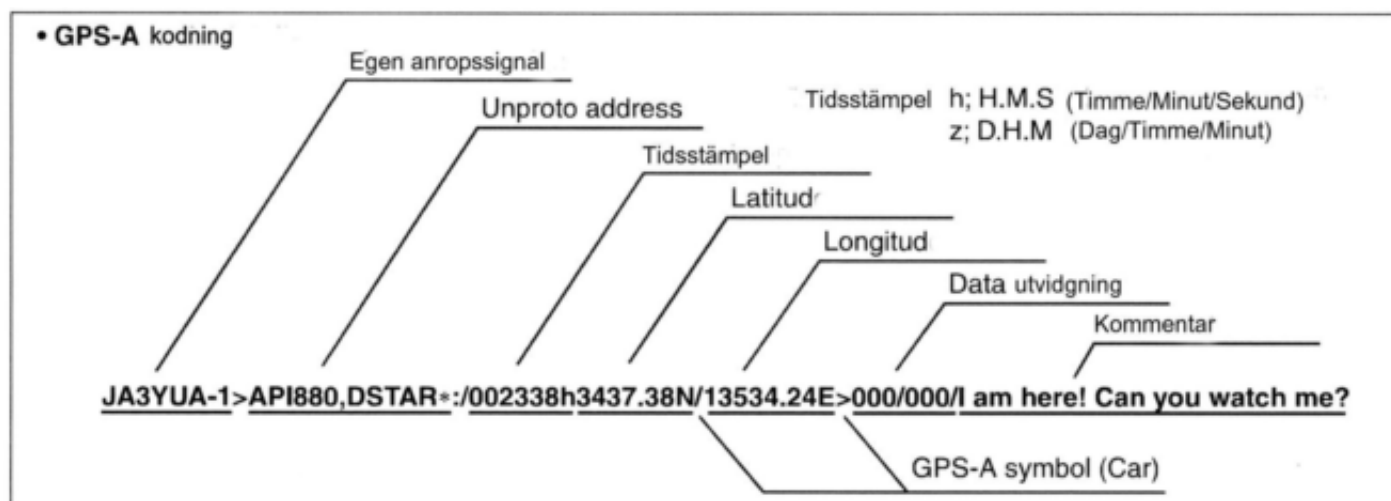 • GPS-A kodning
Egen anropssignal
Unproto address
Tidsstämpel h; H.M.S (Timme/Minut/Sekund)
z; D.H.M (Dag/Timme/Minut)
Tidsstämpel
Latitud
Longitud
Data utvidgning
Kommentar
JA3YUA-1>API880,DSTAR*:/002338h3437.38N/13534.24E>000/000/I am here! Can you watch me?
GPS-A symbol (Car)